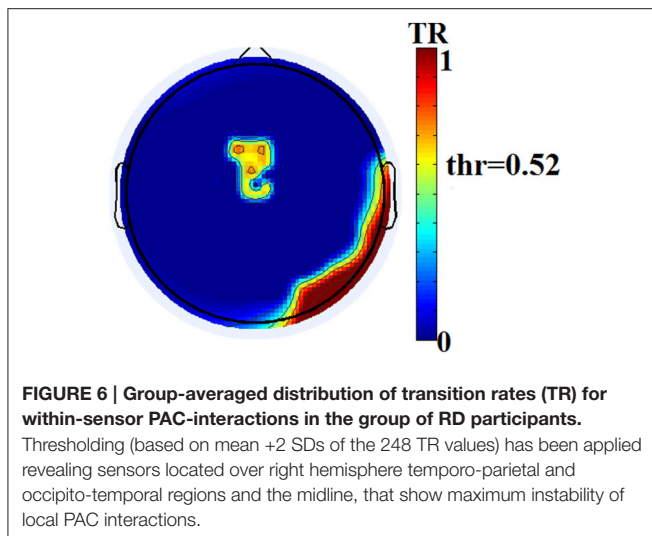 TR
1
thr=0.52
0
FIGURE 6 | Group-averaged distribution of transition rates (TR) for
within-sensor PAC-interactions in the group of RD participants.
Thresholding (based on mean +2 SDs of the 248 TR values) has been applied
revealing sensors located over right hemisphere temporo-parietal and
occipito-temporal regions and the midline, that show maximum instability of
local PAC interactions.